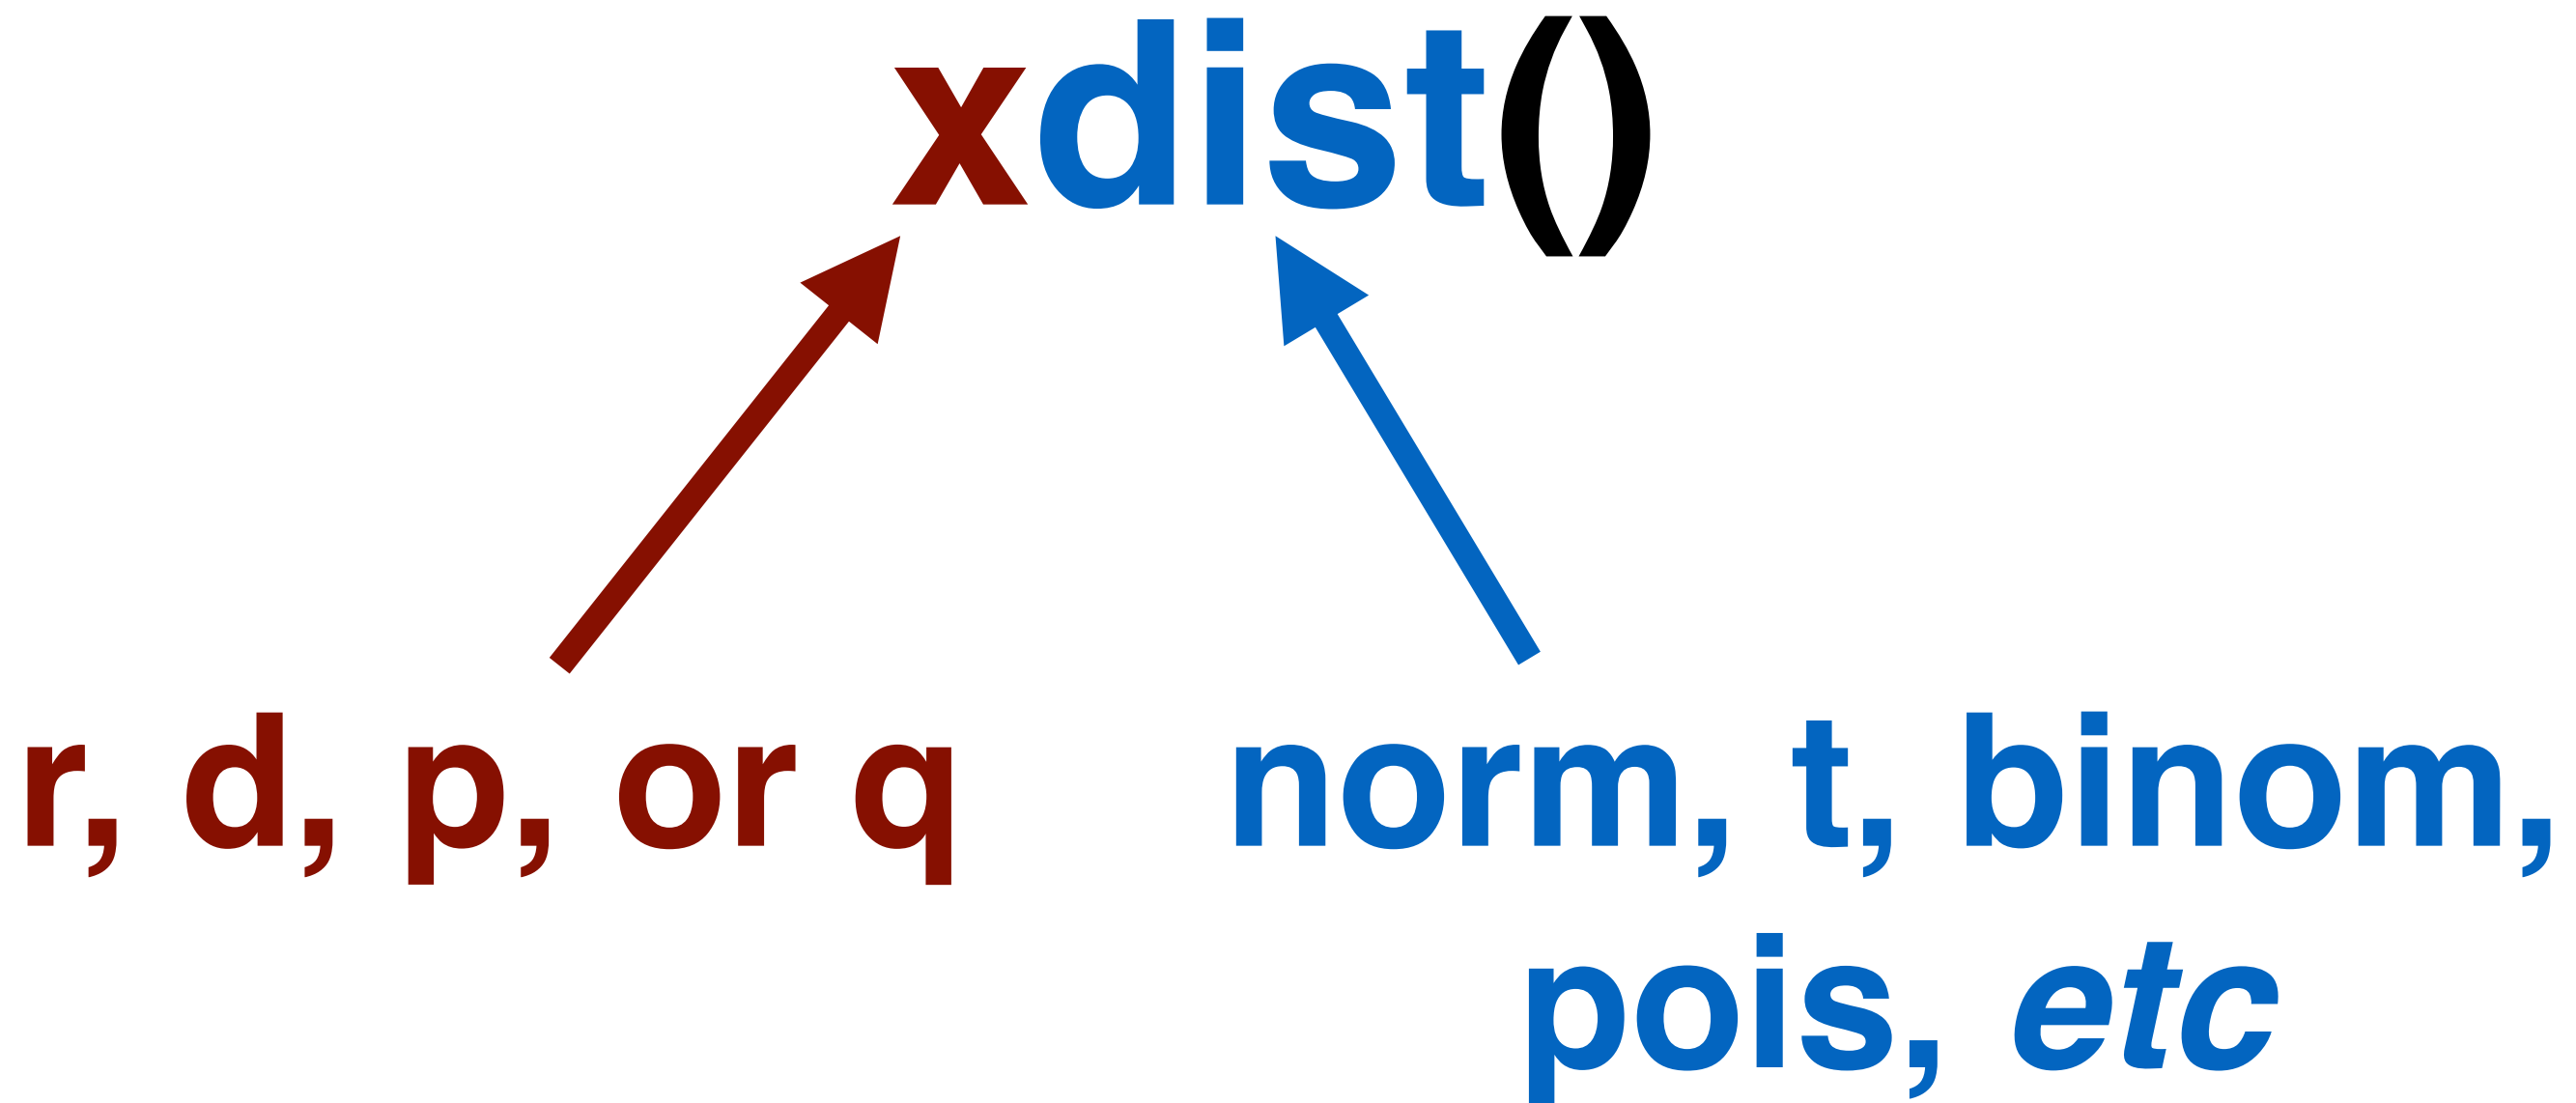 xdist()
r, d, p, or q
norm, t, binom,
pois, etc